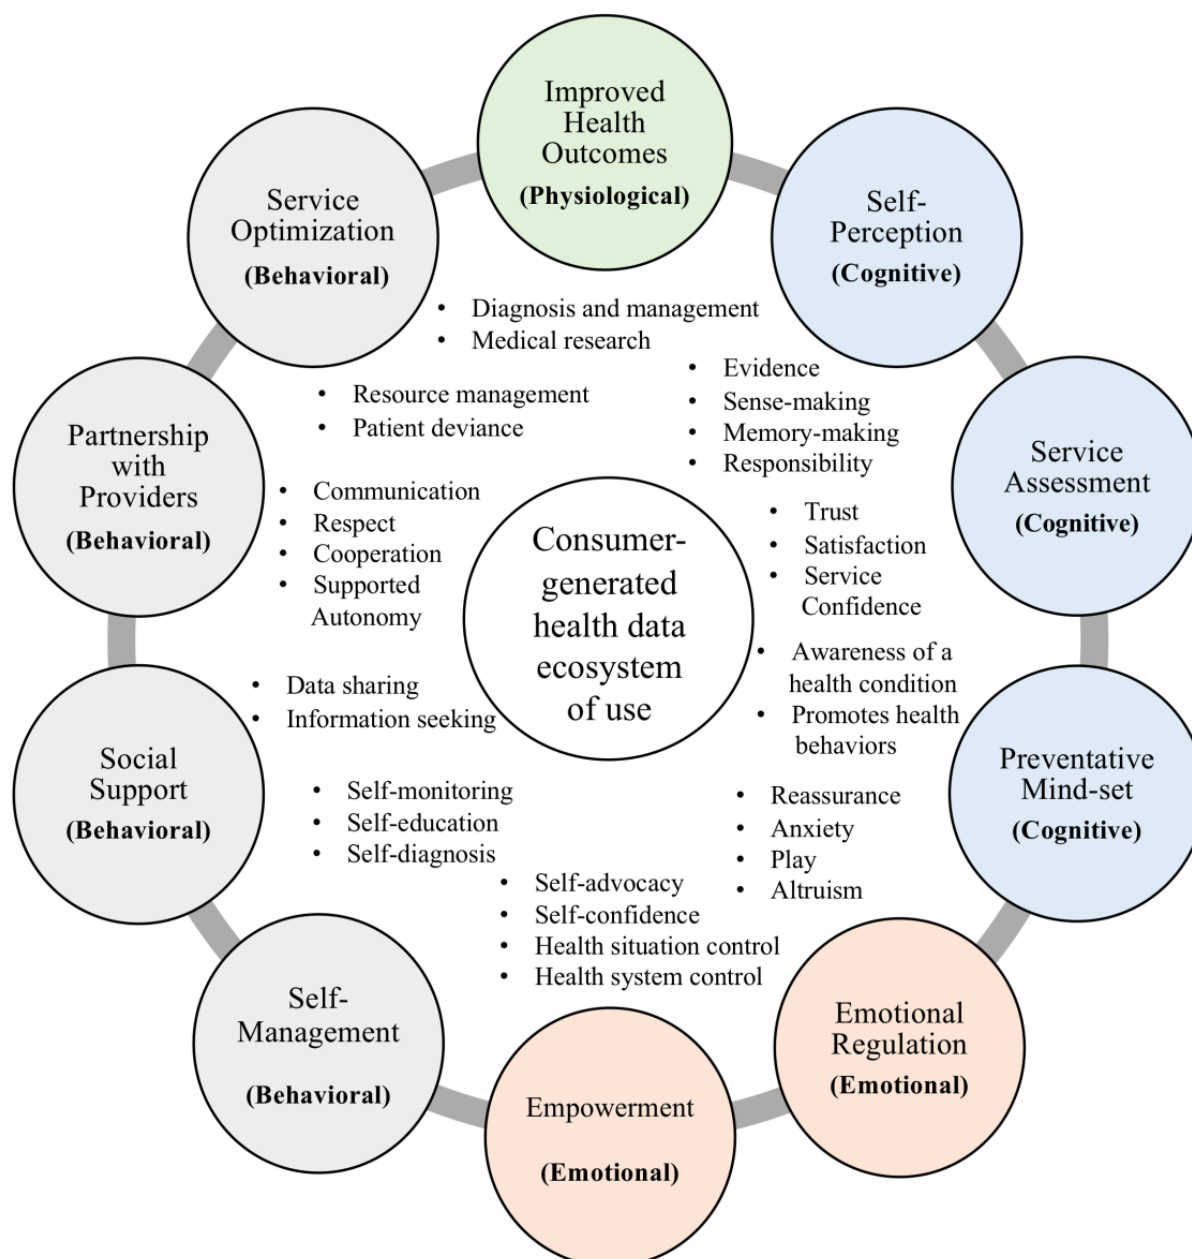 Improved
Health
Outcomes
(Physiological)
Self-
Perception
(Cognitive)
Service
Assessment
(Cognitive)
Preventative
Mind-set
(Cognitive)
Emotional
Regulation
(Emotional)
Empowerment
(Emotional)
Self-
Management
(Behavioral)
Social
Support
(Behavioral)
Partnership
with
Providers
(Behavioral)
Service
Optimization
(Behavioral)
• Diagnosis and management
• Medical research
• Evidence
• Sense-making
• Memory-making
• Responsibility
• Trust
• Satisfaction
• Service
Confidence
• Awareness of a
health condition
• Promotes health
behaviors
• Reassurance
• Anxiety
• Play
• Altruism
• Self-advocacy
• Self-confidence
• Health situation control
• Health system control
• Self-monitoring
• Self-education
• Self-diagnosis
• Data sharing
• Information seeking
• Communication
• Respect
• Cooperation
• Supported
Autonomy
• Resource management
• Patient deviance
Consumer-
generated
health data
ecosystem
of use